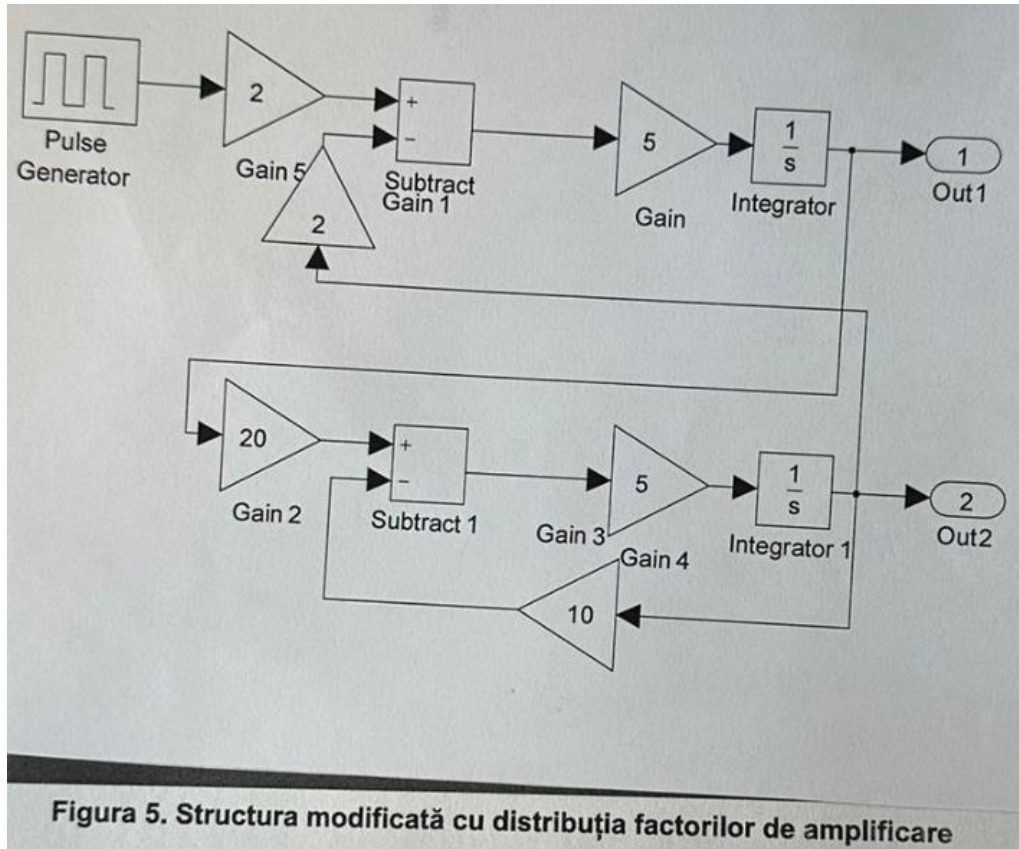 2
+
−
Pulse
Generator
Gain 5
2
Subtract
Gain 1
5
Gain
1
s
Integrator
1
Out1
20
Gain 2
+
−
Subtract 1
5
Gain 3
1
s
Integrator 1
2
Out2
Gain 4
10
Figura 5. Structura modificată cu distribuția factorilor de amplificare